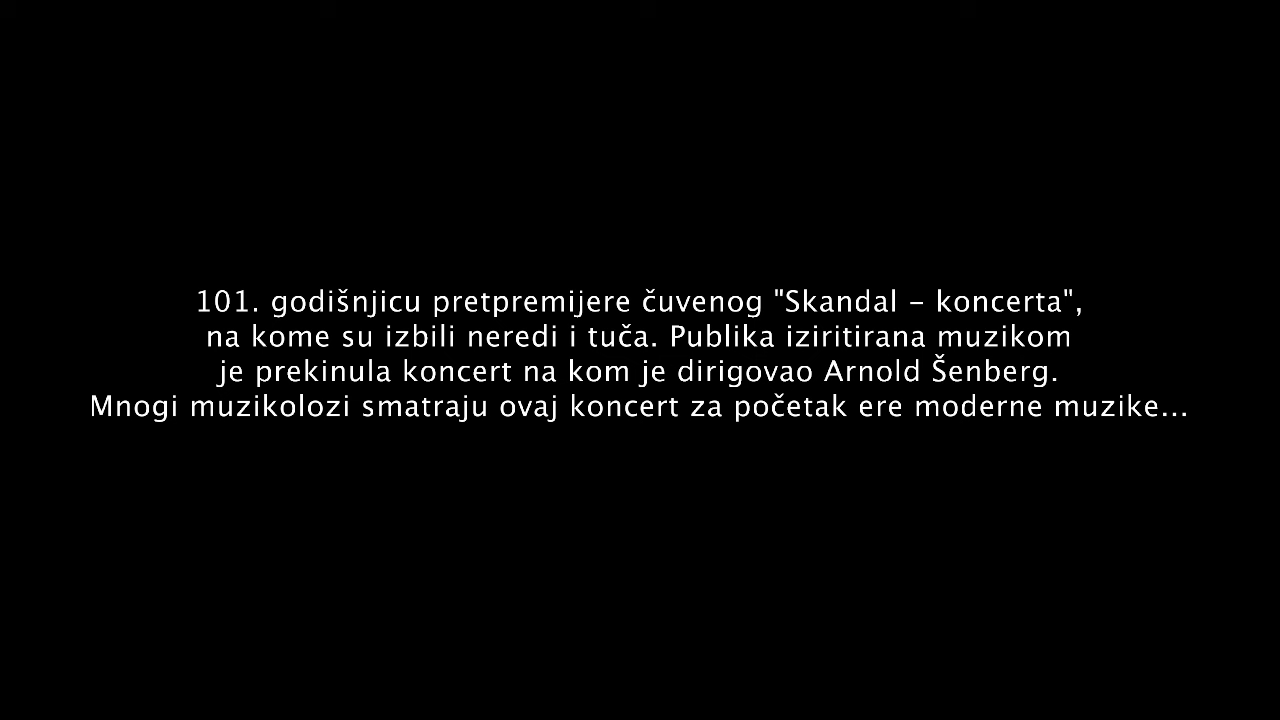 101. godišnjicu pretpremijere čuvenog "Skandal - koncerta",
na kome su izbili neredi i tuča. Publika iziritirana muzikom
je prekinula koncert na kom je dirigovao Arnold Šenberg.
Mnogi muzikolozi smatraju ovaj koncert za početak ere moderne muzike...